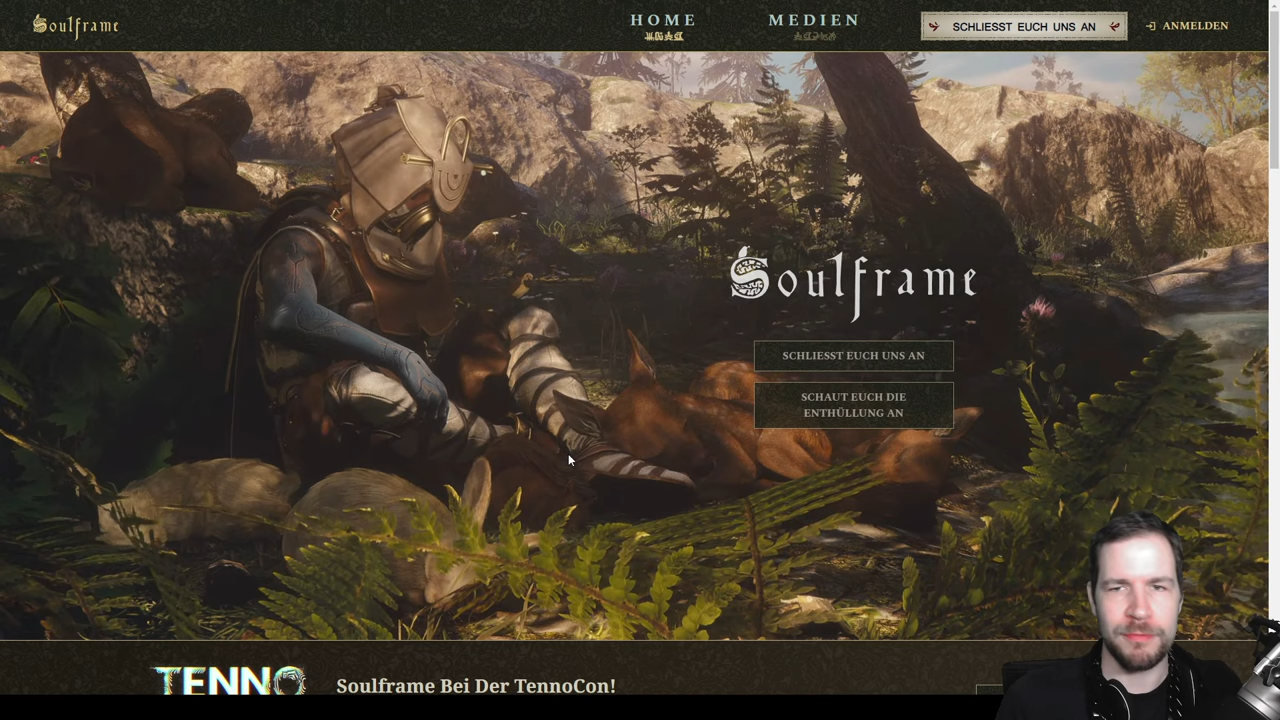 Soulframe
HOME
MEDIEN
SCHLIESST EUCH UNS AN
ANMELDEN
Soulframe
SCHLIESST EUCH UNS AN
SCHAUT EUCH DIE
ENTHÜLLUNG AN
TENNO
Soulframe Bei Der TennoCon!